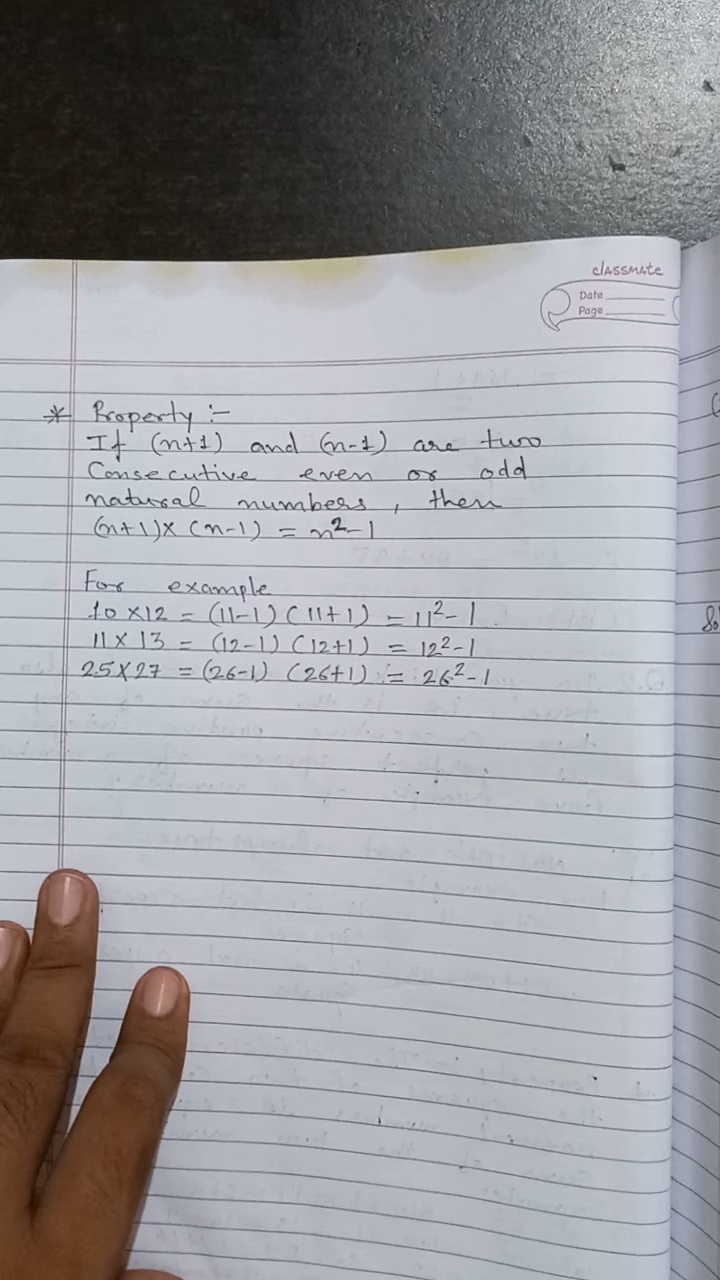 classmate
Date
Page
* Property :-
If (n+1) and (n-1) are two
Consecutive even or odd
natural numbers, then
(n+1)×(n-1) = n²-1
For example
10×12 = (11-1)(11+1) = 11²-1
11×13 = (12-1)(12+1) = 12²-1
25×27 = (26-1)(26+1) = 26²-1